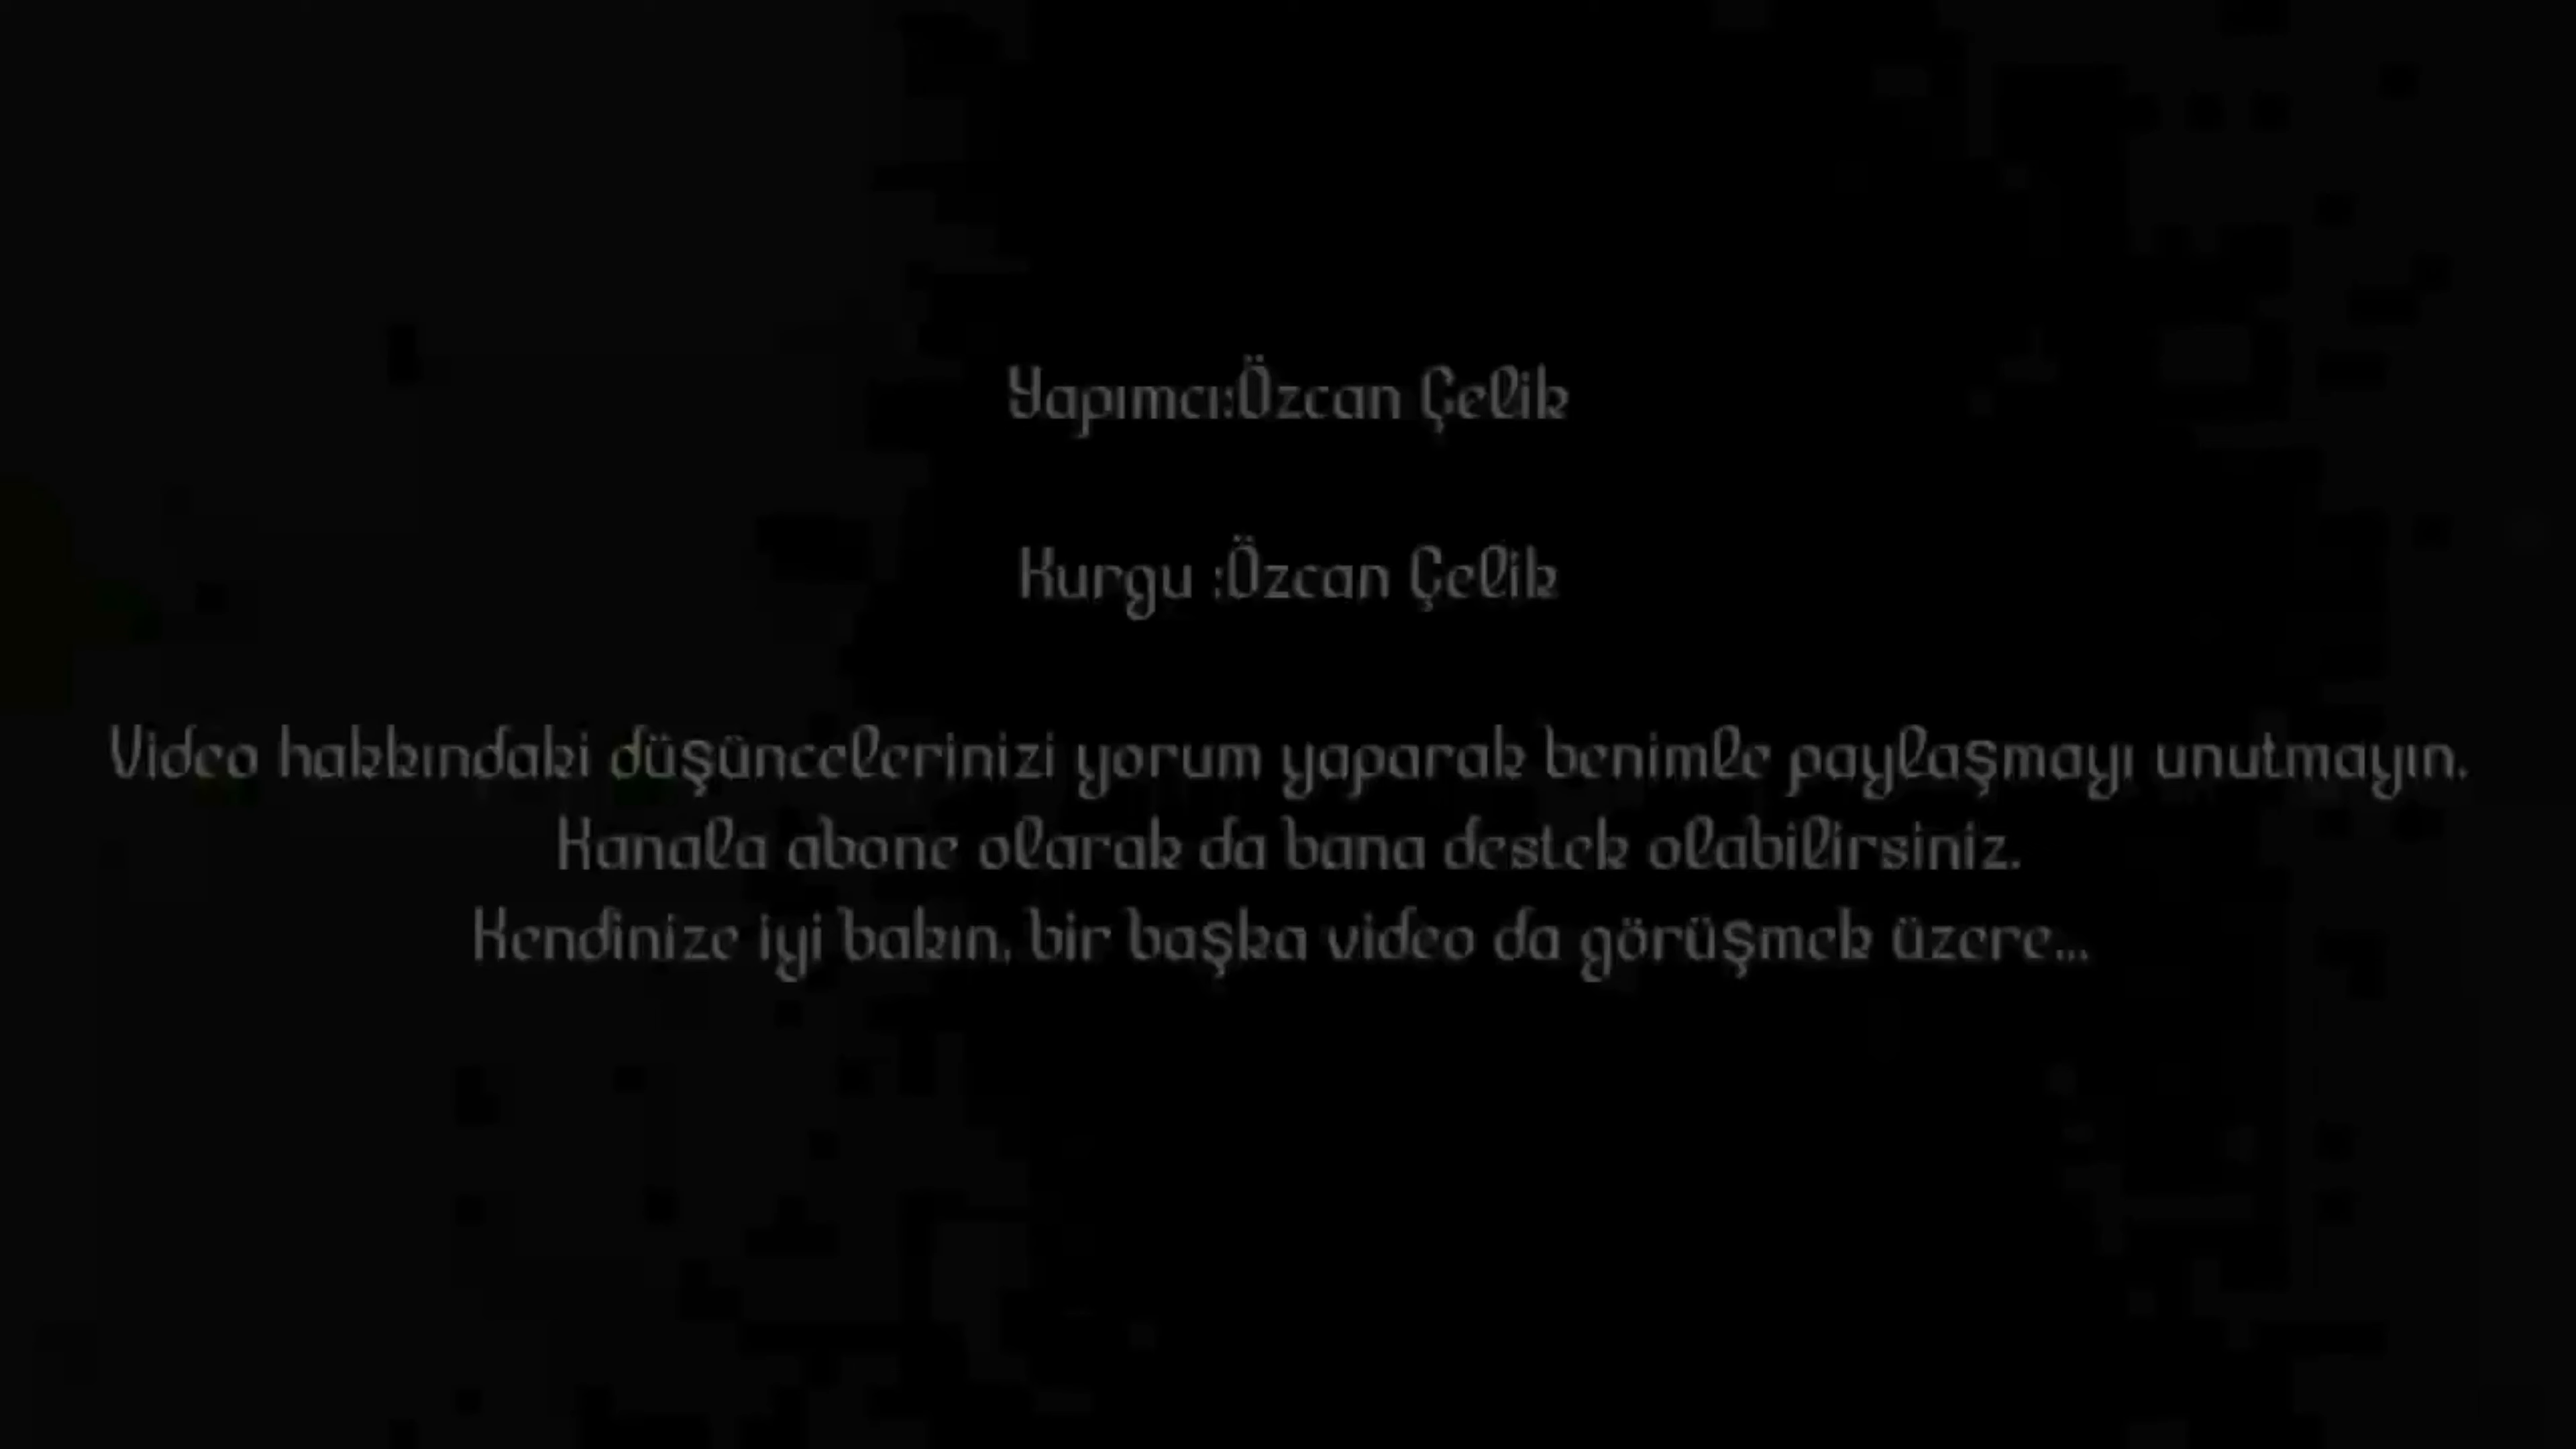 Yapımcı:Özcan Çelik
Kurgu :Özcan Çelik
Video hakkındaki düşüncelerinizi yorum yaparak benimle paylaşmayı unutmayın.
Kanala abone olarak da bana destek olabilirsiniz.
Kendinize iyi bakın, bir başka video da görüşmek üzere...